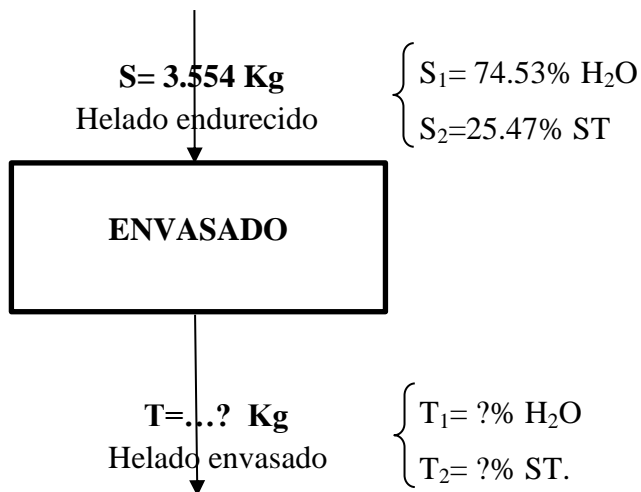 S= 3.554 Kg
Helado endurecido
S₁= 74.53% H₂O
S₂=25.47% ST
ENVASADO
T=…? Kg
Helado envasado
T₁= ?% H₂O
T₂= ?% ST.